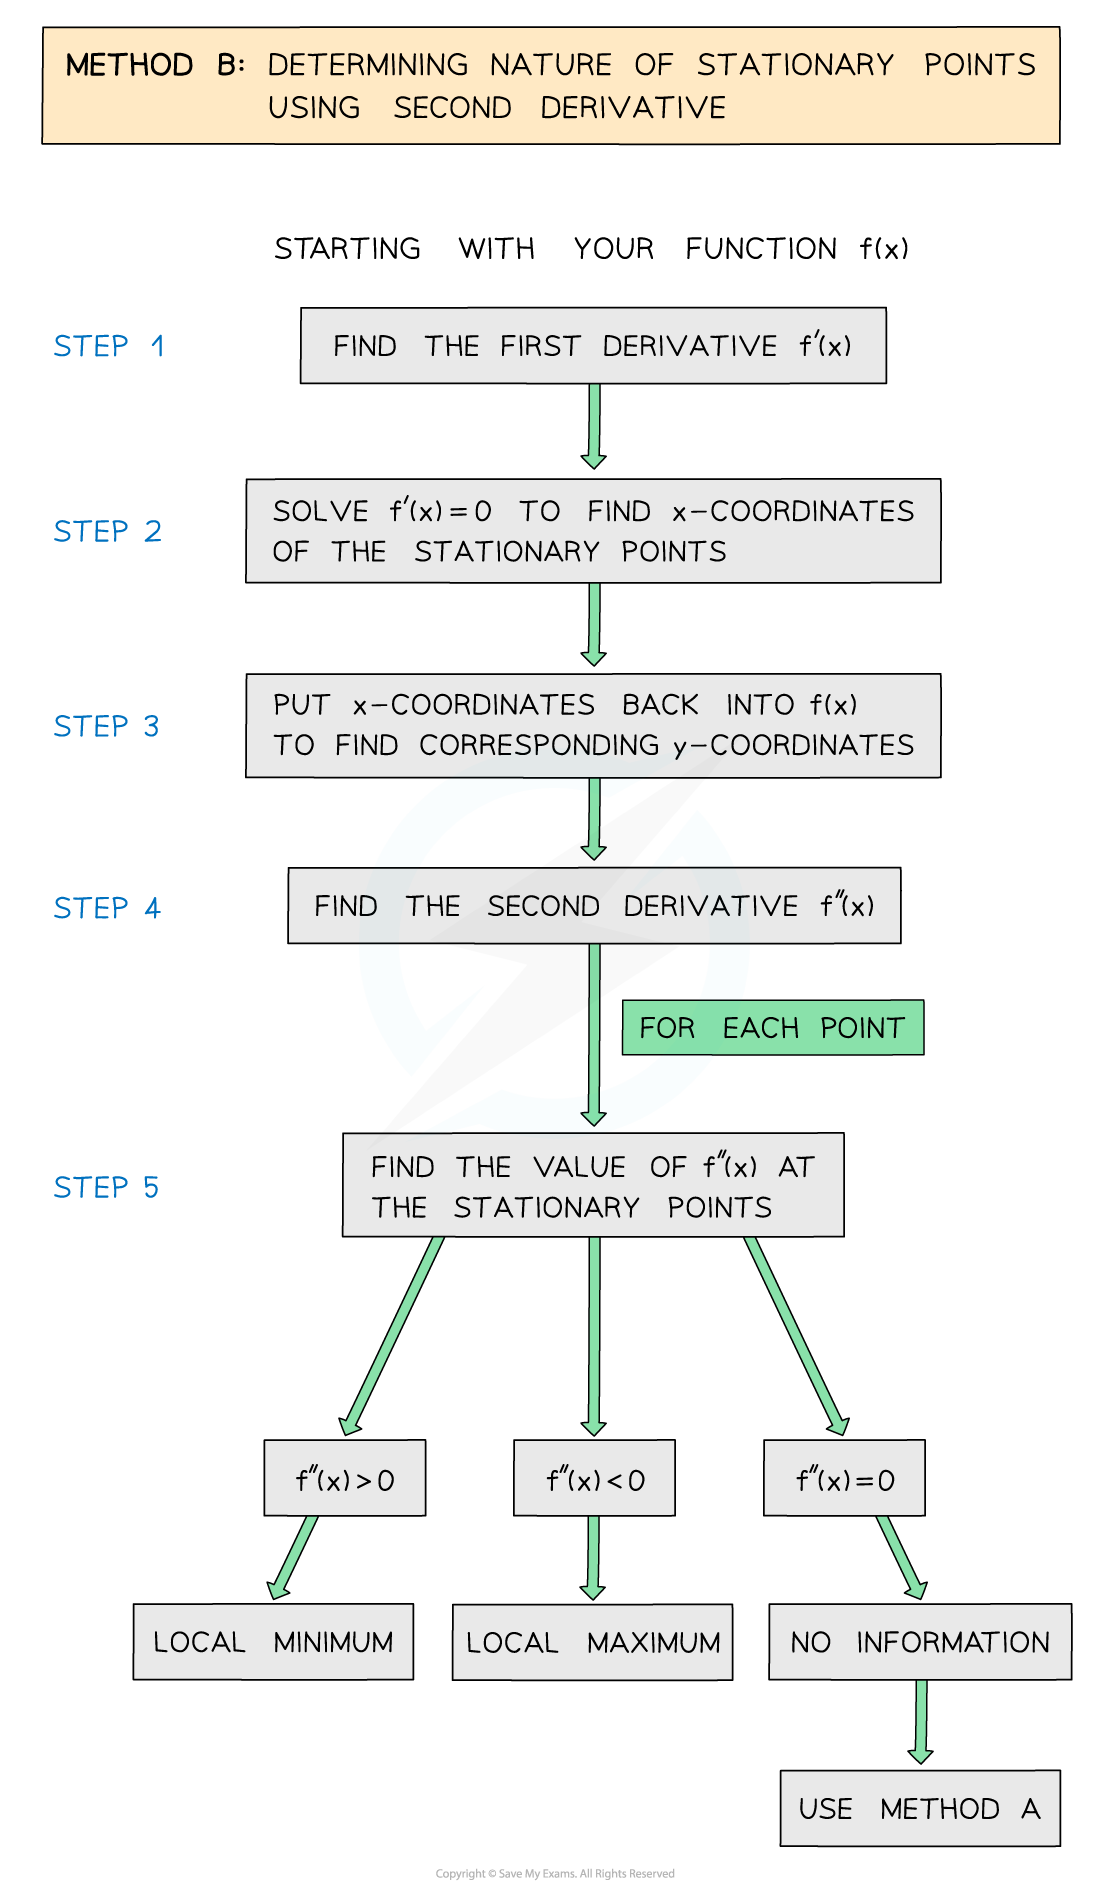 METHOD B: DETERMINING NATURE OF STATIONARY POINTS
USING SECOND DERIVATIVE
STARTING WITH YOUR FUNCTION f(x)
STEP 1
FIND THE FIRST DERIVATIVE f′(x)
STEP 2
SOLVE f′(x)=0 TO FIND x-COORDINATES
OF THE STATIONARY POINTS
STEP 3
PUT x-COORDINATES BACK INTO f(x)
TO FIND CORRESPONDING y-COORDINATES
STEP 4
FIND THE SECOND DERIVATIVE f″(x)
FOR EACH POINT
STEP 5
FIND THE VALUE OF f″(x) AT
THE STATIONARY POINTS
f″(x)>0
f″(x)<0
f″(x)=0
LOCAL MINIMUM
LOCAL MAXIMUM
NO INFORMATION
USE METHOD A
Copyright © Save My Exams. All Rights Reserved